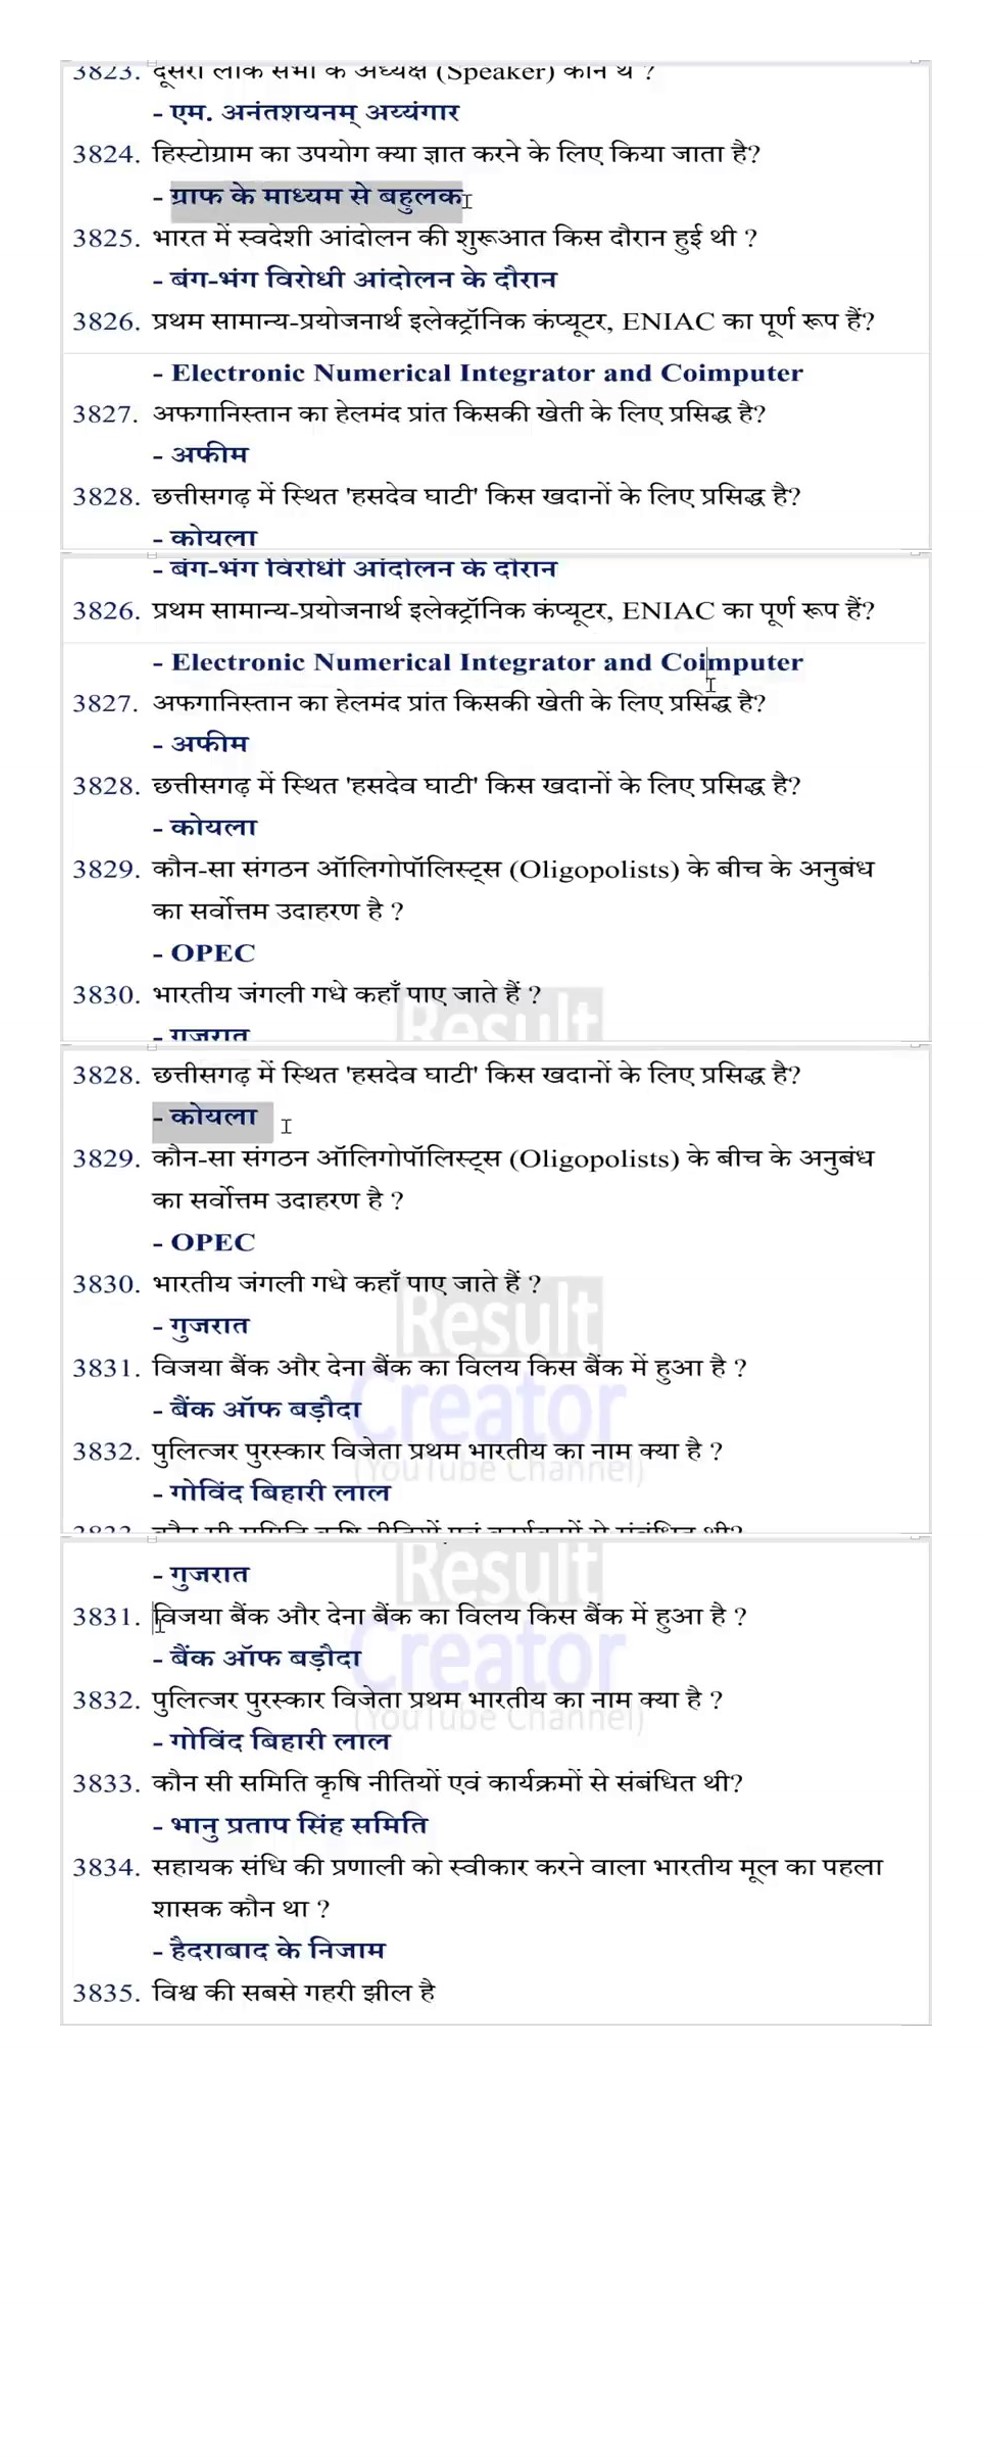 3823. दूसरी लोक सभा के अध्यक्ष (Speaker) कौन थे ?
- एम. अनंतशयनम् अय्यंगार
3824. हिस्टोग्राम का उपयोग क्या ज्ञात करने के लिए किया जाता है?
- ग्राफ के माध्यम से बहुलक
3825. भारत में स्वदेशी आंदोलन की शुरूआत किस दौरान हुई थी ?
- बंग-भंग विरोधी आंदोलन के दौरान
3826. प्रथम सामान्य-प्रयोजनार्थ इलेक्ट्रॉनिक कंप्यूटर, ENIAC का पूर्ण रूप हैं?
- Electronic Numerical Integrator and Coimputer
3827. अफगानिस्तान का हेलमंद प्रांत किसकी खेती के लिए प्रसिद्ध है?
- अफीम
3828. छत्तीसगढ़ में स्थित 'हसदेव घाटी' किस खदानों के लिए प्रसिद्ध है?
- कोयला
- बंग-भंग विरोधी आंदोलन के दौरान
3826. प्रथम सामान्य-प्रयोजनार्थ इलेक्ट्रॉनिक कंप्यूटर, ENIAC का पूर्ण रूप हैं?
- Electronic Numerical Integrator and Coimputer
3827. अफगानिस्तान का हेलमंद प्रांत किसकी खेती के लिए प्रसिद्ध है?
- अफीम
3828. छत्तीसगढ़ में स्थित 'हसदेव घाटी' किस खदानों के लिए प्रसिद्ध है?
- कोयला
3829. कौन-सा संगठन ऑलिगोपॉलिस्ट्स (Oligopolists) के बीच के अनुबंध
का सर्वोत्तम उदाहरण है ?
- OPEC
3830. भारतीय जंगली गधे कहाँ पाए जाते हैं ?
Result
- गुजरात
3828. छत्तीसगढ़ में स्थित 'हसदेव घाटी' किस खदानों के लिए प्रसिद्ध है?
- कोयला
3829. कौन-सा संगठन ऑलिगोपॉलिस्ट्स (Oligopolists) के बीच के अनुबंध
का सर्वोत्तम उदाहरण है ?
- OPEC
3830. भारतीय जंगली गधे कहाँ पाए जाते हैं ?
Result
- गुजरात
3831. विजया बैंक और देना बैंक का विलय किस बैंक में हुआ है ?
Creator
- बैंक ऑफ बड़ौदा
3832. पुलित्जर पुरस्कार विजेता प्रथम भारतीय का नाम क्या है ?
(YouTube Channel)
- गोविंद बिहारी लाल
3833. कौन सी समिति कृषि नीतियों एवं कार्यक्रमों से संबंधित थी?
Result
- गुजरात
3831. विजया बैंक और देना बैंक का विलय किस बैंक में हुआ है ?
Creator
- बैंक ऑफ बड़ौदा
3832. पुलित्जर पुरस्कार विजेता प्रथम भारतीय का नाम क्या है ?
(YouTube Channel)
- गोविंद बिहारी लाल
3833. कौन सी समिति कृषि नीतियों एवं कार्यक्रमों से संबंधित थी?
- भानु प्रताप सिंह समिति
3834. सहायक संधि की प्रणाली को स्वीकार करने वाला भारतीय मूल का पहला
शासक कौन था ?
- हैदराबाद के निजाम
3835. विश्व की सबसे गहरी झील है